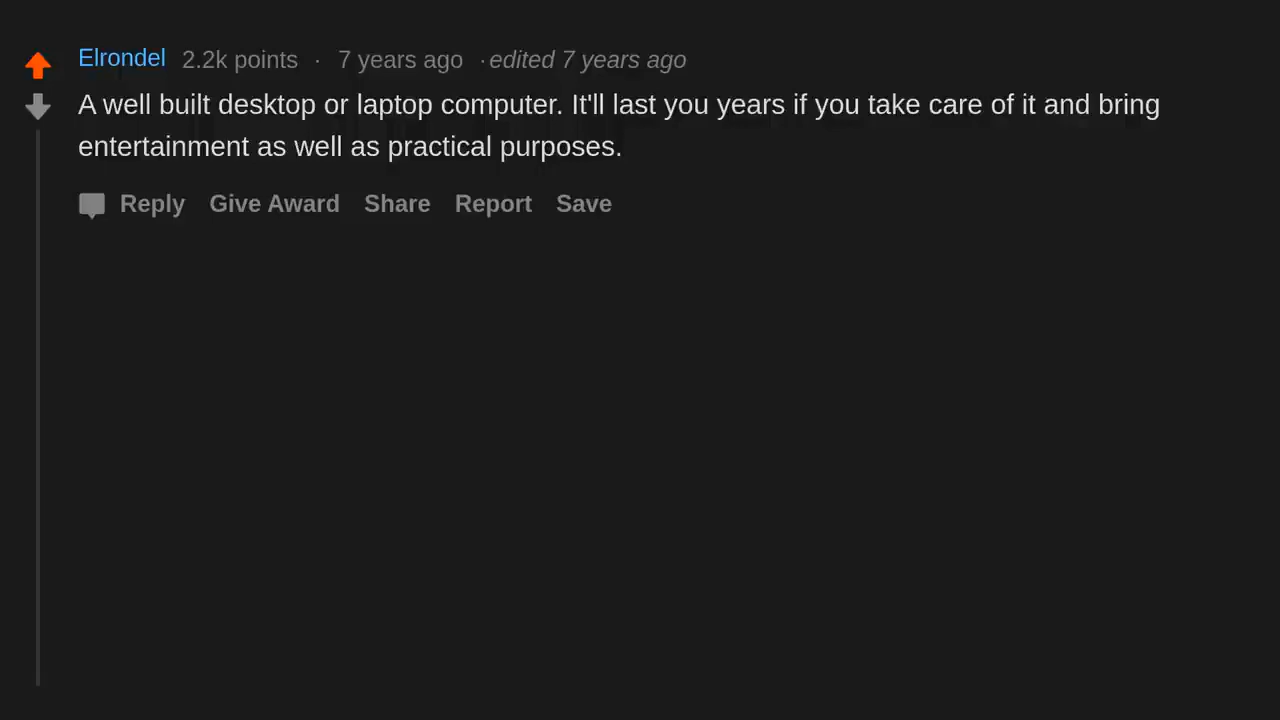 Elrondel 2.2k points · 7 years ago · edited 7 years ago
A well built desktop or laptop computer. It'll last you years if you take care of it and bring
entertainment as well as practical purposes.
Reply Give Award Share Report Save